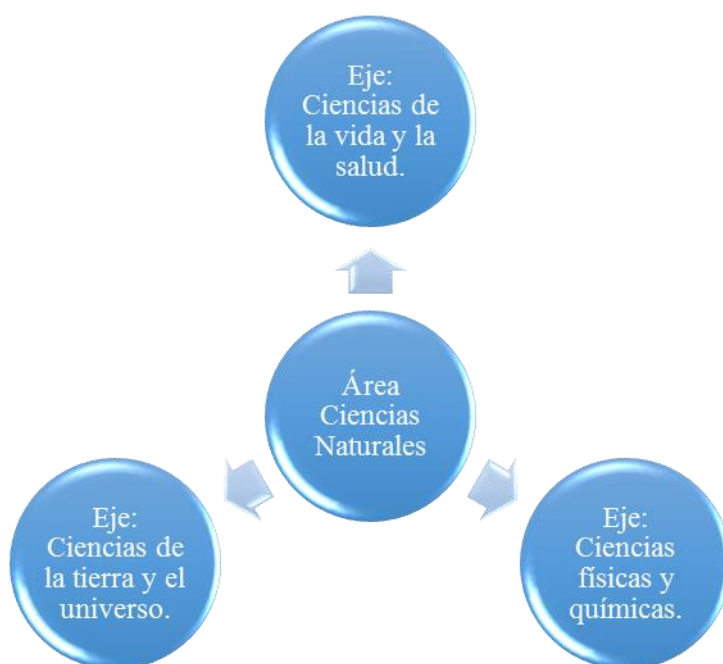 Eje:
Ciencias de
la vida y la
salud.
Área
Ciencias
Naturales
Eje:
Ciencias de
la tierra y el
universo.
Eje:
Ciencias
físicas y
químicas.